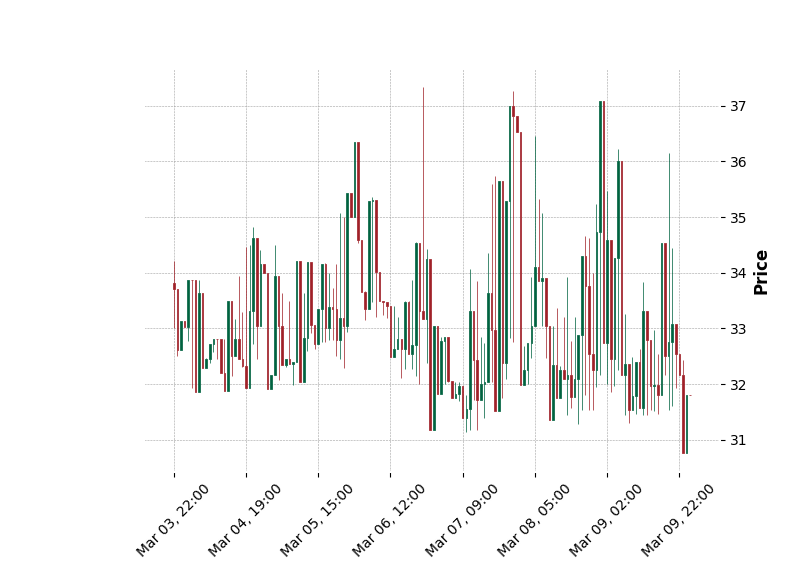 37
36
35
34
33
32
31
Price
Mar 03, 22:00
Mar 04, 19:00
Mar 05, 15:00
Mar 06, 12:00
Mar 07, 09:00
Mar 08, 05:00
Mar 09, 02:00
Mar 09, 22:00